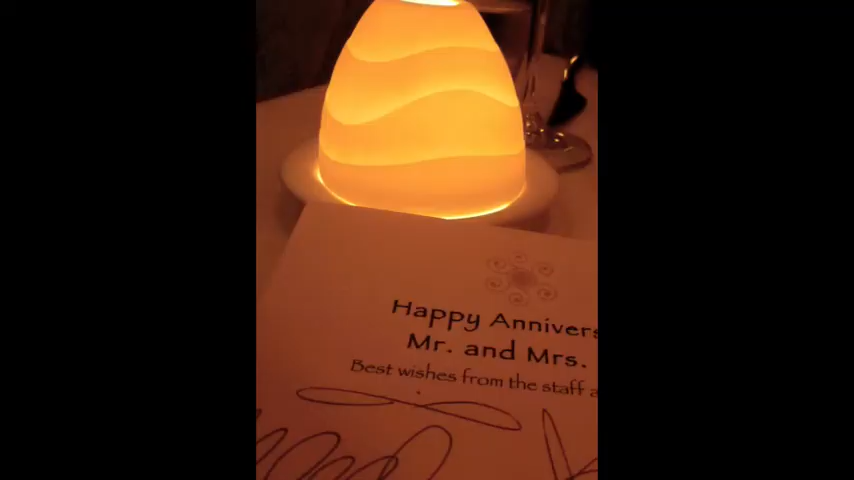 Happy Annivers
Mr. and Mrs.
Best wishes from the staff a